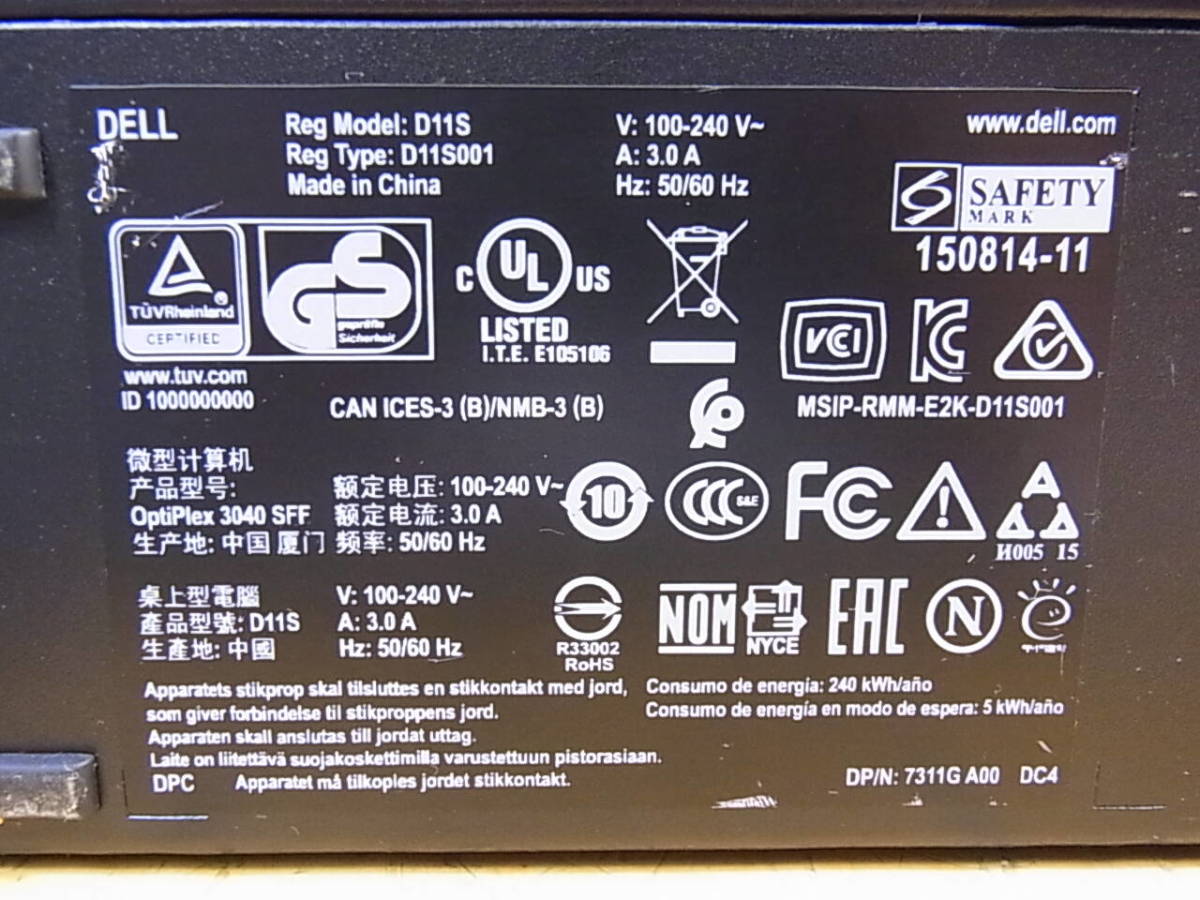 DELL
Reg Model: D11S
Reg Type: D11S001
Made in China
V: 100-240 V~
A: 3.0 A
Hz: 50/60 Hz
www.dell.com
SAFETY
MARK
150814-11
TÜVRheinland
CERTIFIED
GS
geprüfte
Sicherheit
C UL US
LISTED
I.T.E. E105106
VCI
KC
www.tuv.com
ID 1000000000
CAN ICES-3 (B)/NMB-3 (B)
MSIP-RMM-E2K-D11S001
微型计算机
产品型号:
OptiPlex 3040 SFF
生产地: 中国 厦门
额定电压: 100-240 V~
额定电流: 3.0 A
频率: 50/60 Hz
10
CCC S&E
FC
H005 15
桌上型電腦
產品型號: D11S
生產地: 中國
V: 100-240 V~
A: 3.0 A
Hz: 50/60 Hz
R33002
RoHS
NOM
NYCE
EAC
N
Apparatets stikprop skal tilsluttes en stikkontakt med jord,
som giver forbindelse til stikproppens jord.
Apparaten skall anslutas till jordat uttag.
Laite on liitettävä suojakoskettimilla varustettuun pistorasiaan.
DPC Apparatet må tilkoples jordet stikkontakt.
Consumo de energía: 240 kWh/año
Consumo de energía en modo de espera: 5 kWh/año
DP/N: 7311G A00 DC4